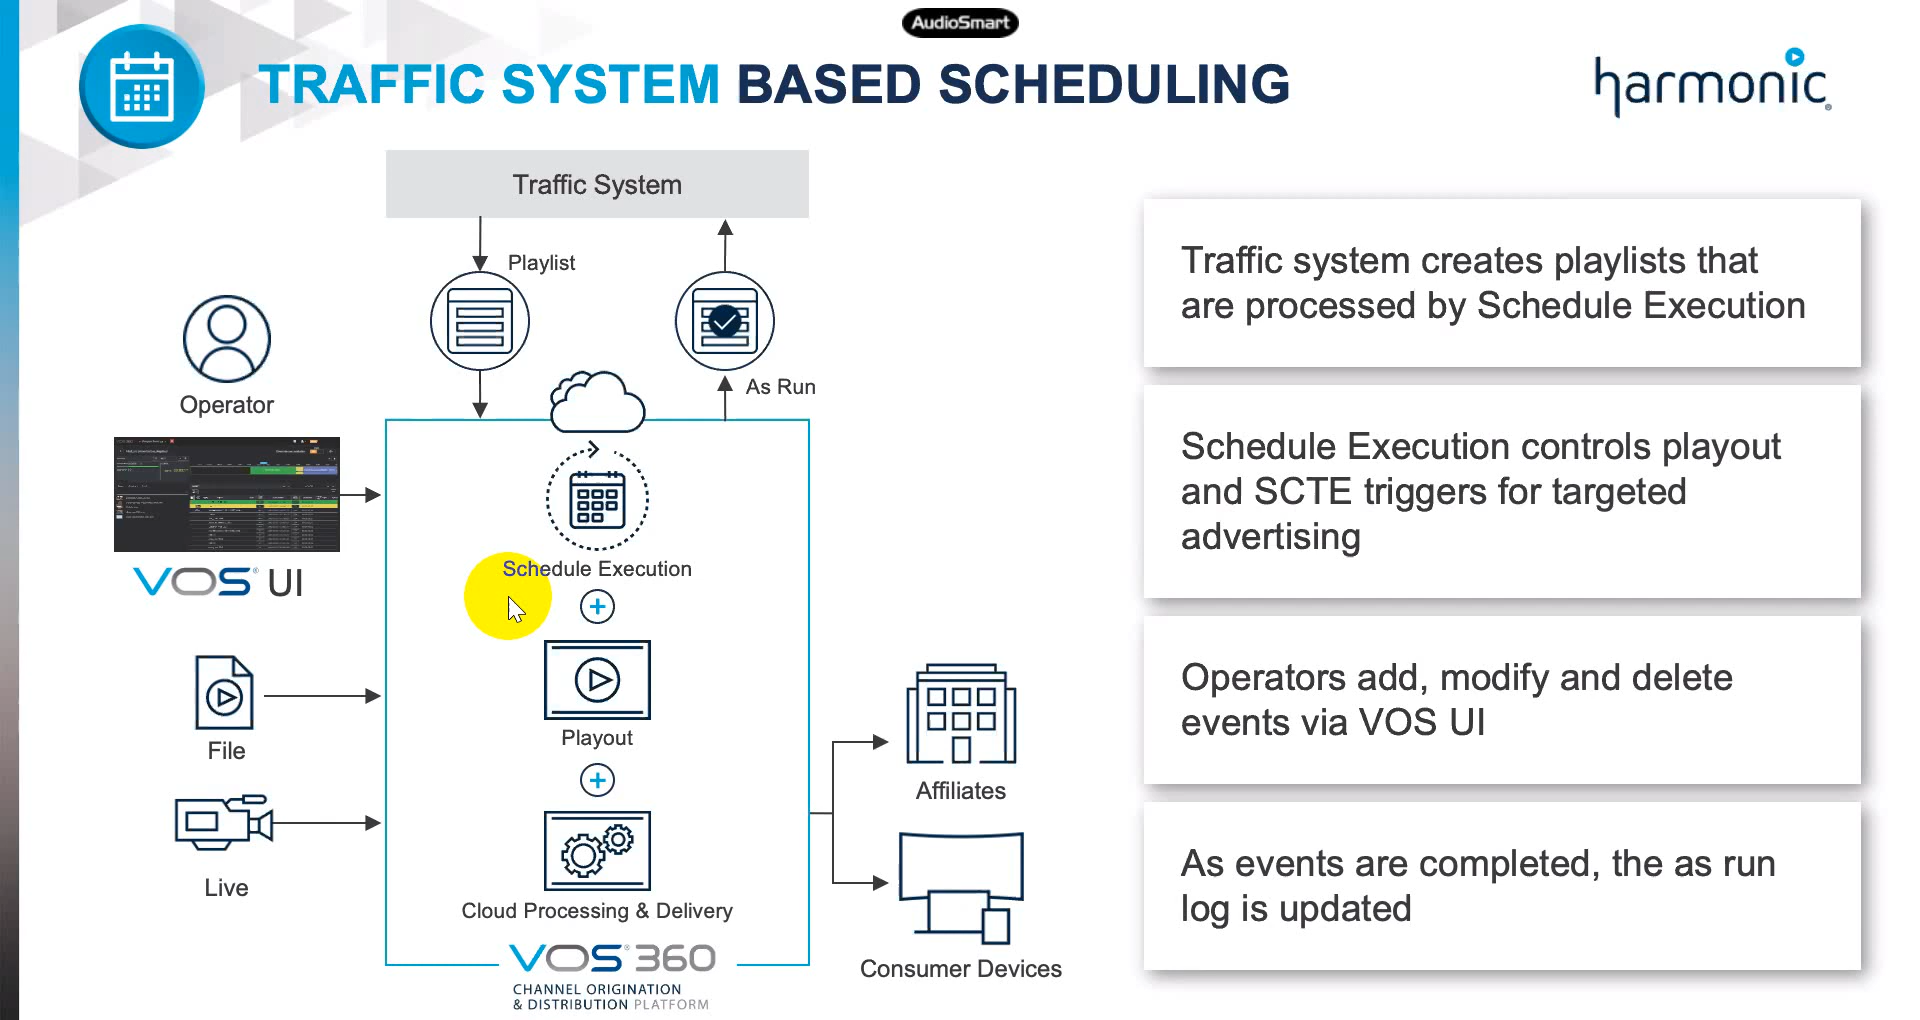 AudioSmart
TRAFFIC SYSTEM BASED SCHEDULING
harmonic
Traffic System
Playlist
As Run
Operator
VOS® UI
File
Live
Schedule Execution
Playout
Cloud Processing & Delivery
VOS® 360
CHANNEL ORIGINATION
& DISTRIBUTION PLATFORM
Affiliates
Consumer Devices
Traffic system creates playlists that
are processed by Schedule Execution
Schedule Execution controls playout
and SCTE triggers for targeted
advertising
Operators add, modify and delete
events via VOS UI
As events are completed, the as run
log is updated